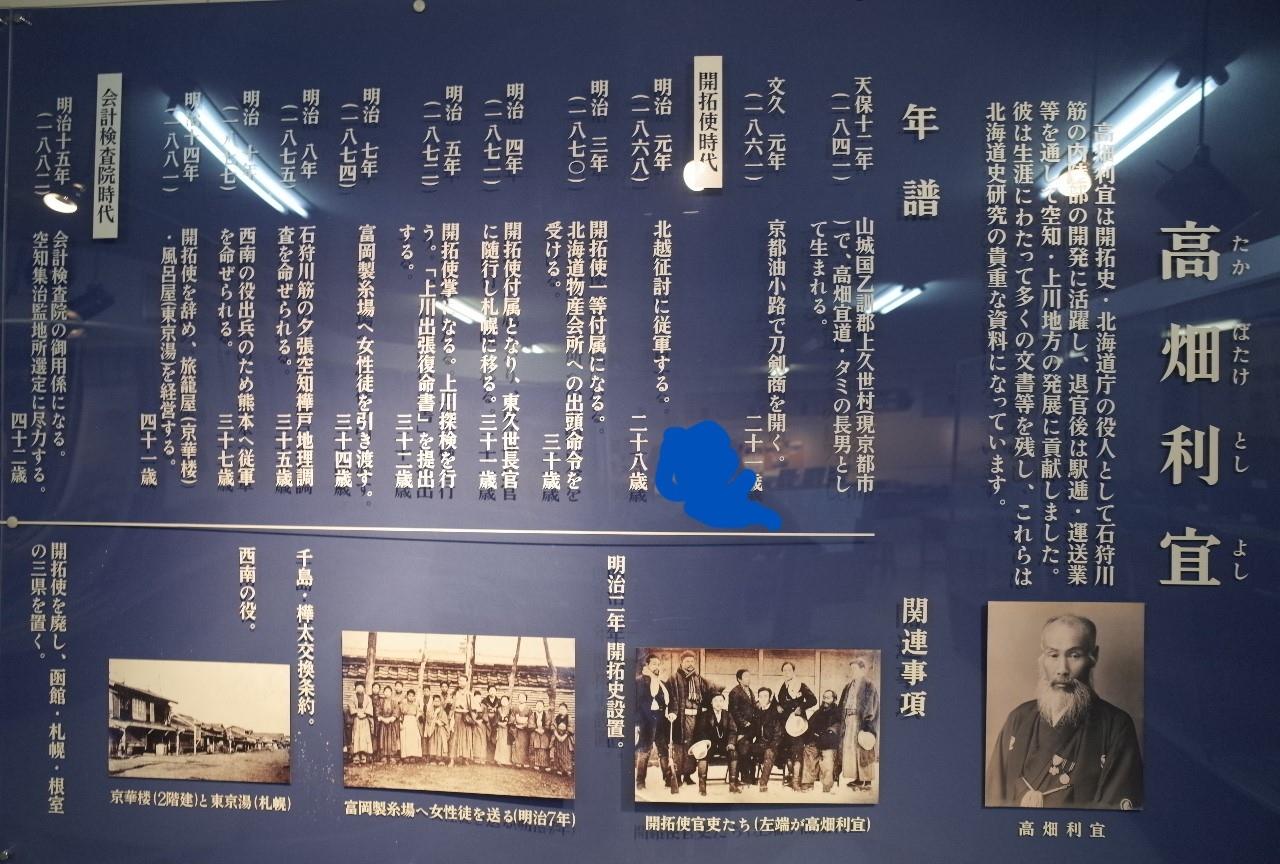 高畑利宜
たか ばたけ とし よし
高畑利宜は開拓史・北海道庁の役人として石狩川
筋の内陸部の開発に活躍し、退官後は駅逓・運送業
等を通して空知・上川地方の発展に貢献しました。
彼は生涯にわたって多くの文書等を残し、これらは
北海道史研究の貴重な資料になっています。
高畑利宜
年譜
天保十二年
(一八四一)
山城国乙訓郡上久世村(現京都市
)で、高畑宜道・タミの長男とし
て生まれる。
文久 元年
(一八六一)
京都油小路で刀剣商を開く。
二十一歳
開拓使時代
明治 元年
(一八六八)
北越征討に従軍する。
二十八歳
明治 三年
(一八七〇)
開拓使一等付属になる。
北海道物産会所への出頭命令を
受ける。
三十歳
明治 四年
(一八七一)
開拓使付属となり、東久世長官
に随行し札幌に移る。三十一歳
明治 五年
(一八七二)
開拓使掌になる。上川探検を行
う。「上川出張復命書」を提出
する。
三十二歳
明治 七年
(一八七四)
富岡製糸場へ女性徒を引き渡す。
三十四歳
明治 八年
(一八七五)
石狩川筋の夕張空知樺戸地理調
査を命ぜられる。
三十五歳
明治 十年
(一八七七)
西南の役出兵のため熊本へ従軍
を命ぜられる。
三十七歳
明治十四年
(一八八一)
開拓使を辞め、旅籠屋(京華楼)
・風呂屋(東京湯)を経営する。
四十一歳
会計検査院時代
明治十五年
(一八八二)
会計検査院の御用係になる。
空知集治監地所選定に尽力する。
四十二歳
関連事項
開拓使官吏たち(左端が高畑利宜)
明治二年開拓史設置。
富岡製糸場へ女性徒を送る(明治7年)
千島・樺太交換条約。
西南の役。
京華楼(2階建)と東京湯(札幌)
開拓使を廃し、函館・札幌・根室
の三県を置く。